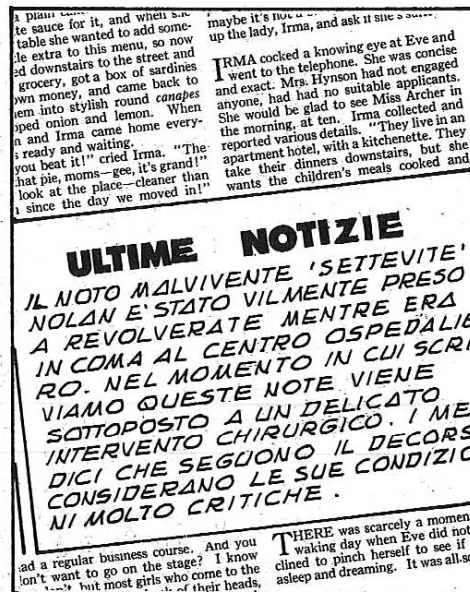 a plain
te sauce for it, and when
table she wanted to add some-
le extra to this menu, so now
ed downstairs to the street and
grocery, got a box of sardines
own money, and came back to
em into stylish round canapes
pped onion and lemon. When
n and Irma came home every-
s ready and waiting.
you beat it!" cried Irma. "The
hat pie, moms—gee, it's grand!"
look at the place—cleaner than
since the day we moved in!"
maybe it's not a
up the lady, Irma, and ask if she's
IRMA cocked a knowing eye at Eve and
went to the telephone. She was concise
and exact. Mrs. Hynson had not engaged
anyone, had had no suitable applicants.
She would be glad to see Miss Archer in
the morning, at ten. Irma collected and
reported various details. "They live in an
apartment hotel, with a kitchenette. They
take their dinners downstairs, but she
wants the children's meals cooked and
ULTIME NOTIZIE
IL NOTO MALVIVENTE 'SETTEVITE'
NOLAN E' STATO VILMENTE PRESO
A REVOLVERATE MENTRE ERA
IN COMA AL CENTRO OSPEDALIE
RO. NEL MOMENTO IN CUI SCRI
VIAMO QUESTE NOTE VIENE
SOTTOPOSTO A UN DELICATO
INTERVENTO CHIRURGICO. I ME
DICI CHE SEGUONO IL DECORS
CONSIDERANO LE SUE CONDIZIO
NI MOLTO CRITICHE.
ad a regular business course. And you
on't want to go on the stage? I know
but most girls who come to the
of their heads,
THERE was scarcely a momen
waking day when Eve did not
clined to pinch herself to see if
asleep and dreaming. It was all so